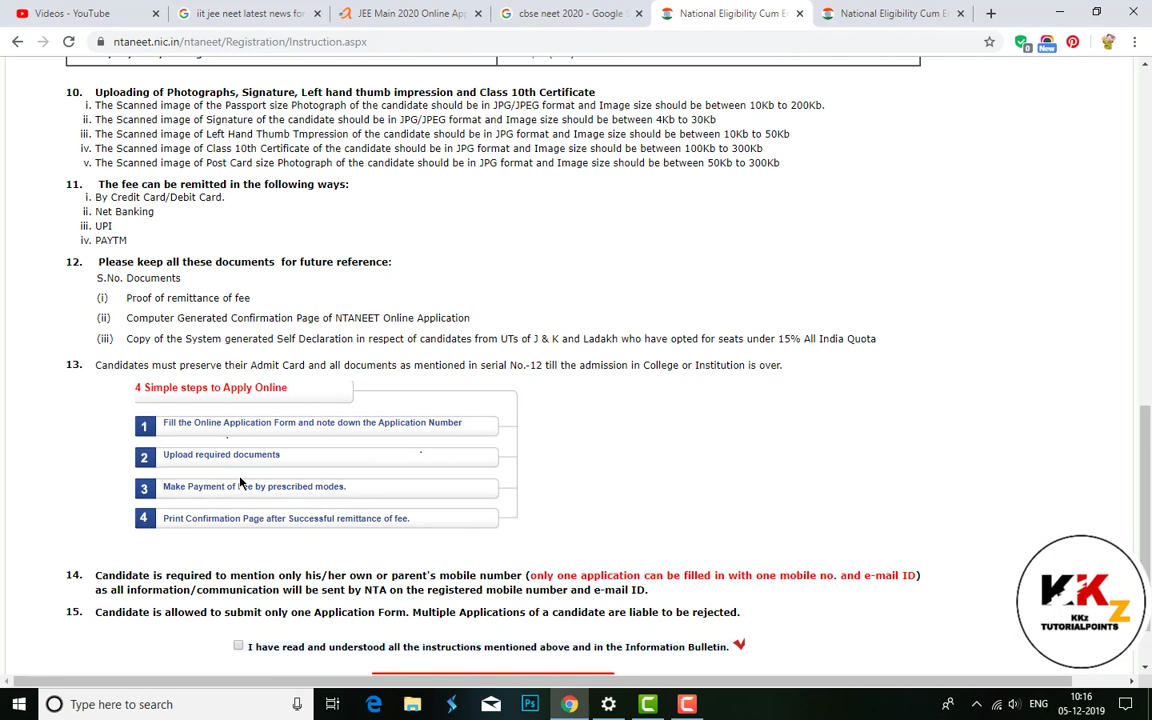 Videos - YouTube
iit jee neet latest news for
JEE Main 2020 Online Ap
cbse neet 2020 - Google S
National Eligibility Cum E
National Eligibility Cum E
ntaneet.nic.in/ntaneet/Registration/Instruction.aspx
0
New
10. Uploading of Photographs, Signature, Left hand thumb impression and Class 10th Certificate
i. The Scanned image of the Passport size Photograph of the candidate should be in JPG/JPEG format and Image size should be between 10Kb to 200Kb.
ii. The Scanned image of Signature of the candidate should be in JPG/JPEG format and Image size should be between 4Kb to 30Kb
iii. The Scanned image of Left Hand Thumb Tmpression of the candidate should be in JPG format and Image size should be between 10Kb to 50Kb
iv. The Scanned image of Class 10th Certificate of the candidate should be in JPG format and Image size should be between 100Kb to 300Kb
v. The Scanned image of Post Card size Photograph of the candidate should be in JPG format and Image size should be between 50Kb to 300Kb
11. The fee can be remitted in the following ways:
i. By Credit Card/Debit Card.
ii. Net Banking
iii. UPI
iv. PAYTM
12. Please keep all these documents for future reference:
S.No. Documents
(i) Proof of remittance of fee
(ii) Computer Generated Confirmation Page of NTANEET Online Application
(iii) Copy of the System generated Self Declaration in respect of candidates from UTs of J & K and Ladakh who have opted for seats under 15% All India Quota
13. Candidates must preserve their Admit Card and all documents as mentioned in serial No.-12 till the admission in College or Institution is over.
4 Simple steps to Apply Online
1 Fill the Online Application Form and note down the Application Number
2 Upload required documents
3 Make Payment of Fee by prescribed modes.
4 Print Confirmation Page after Successful remittance of fee.
14. Candidate is required to mention only his/her own or parent's mobile number (only one application can be filled in with one mobile no. and e-mail ID)
as all information/communication will be sent by NTA on the registered mobile number and e-mail ID.
15. Candidate is allowed to submit only one Application Form. Multiple Applications of a candidate are liable to be rejected.
I have read and understood all the instructions mentioned above and in the Information Bulletin.
KKz
TUTORIALPOINTS
Type here to search
Ps
ENG
10:16
05-12-2019